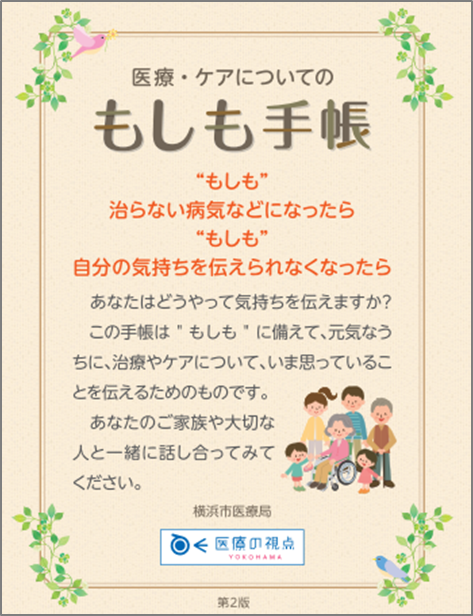 医療・ケアについての
もしも手帳
“もしも”
治らない病気などになったら
“もしも”
自分の気持ちを伝えられなくなったら
あなたはどうやって気持ちを伝えますか?
この手帳は " もしも " に備えて、元気なう
ちに、治療やケアについて、いま思っているこ
とを伝えるためのものです。
あなたのご家族や大切な
人と一緒に話し合ってみて
ください。
横浜市医療局
医療の視点
YOKOHAMA
第2版